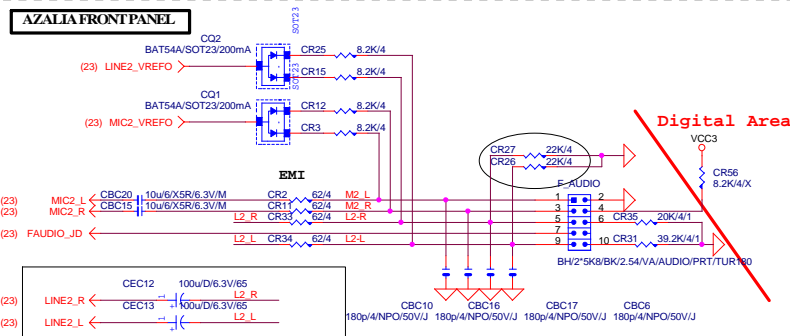 AZALIA FRONT PANEL
SOT23
CQ2
BAT54A/SOT23/200mA
CR25 8.2K/4
(23) LINE2_VREFO
CR15 8.2K/4
SOT23
CQ1
BAT54A/SOT23/200mA
CR12 8.2K/4
(23) MIC2_VREFO
CR3 8.2K/4
Digital Area
VCC3
CR27 22K/4
CR26 22K/4
CR56
8.2K/4/X
EMI
F_AUDIO
(23) MIC2_L CBC20 10u/6/X5R/6.3V/M CR2 62/4 M2_L 1 2
(23) MIC2_R CBC15 10u/6/X5R/6.3V/M CR11 62/4 M2_R 3 4
L2_R CR33 62/4 L2-R 5 6 CR35 20K/4/1
(23) FAUDIO_JD 7
L2_L CR34 62/4 L2-L 9 10 CR31 39.2K/4/1
BH/2*5K8/BK/2.54/VA/AUDIO/PRT/TUR180
CEC12 100u/D/6.3V/65
(23) LINE2_R 1 + L2_R
CEC13 100u/D/6.3V/65
(23) LINE2_L 1 + L2_L
CBC10 CBC16 CBC17 CBC6
180p/4/NPO/50V/J 180p/4/NPO/50V/J 180p/4/NPO/50V/J 180p/4/NPO/50V/J